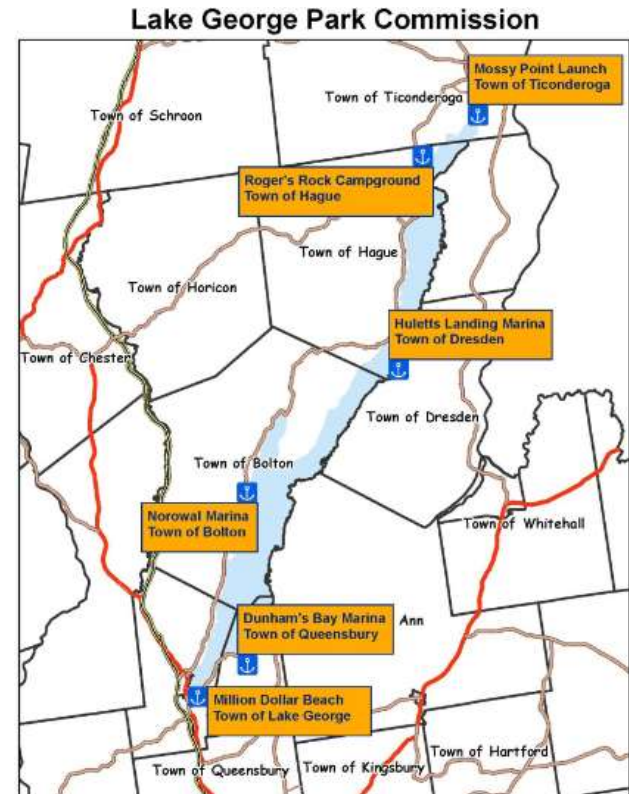 Lake George Park Commission
Mossy Point Launch
Town of Ticonderoga
Town of Ticonderoga
Town of Schroon
Roger's Rock Campground
Town of Hague
Town of Hague
Town of Horicon
Huletts Landing Marina
Town of Dresden
Town of Chester
Town of Dresden
Town of Bolton
Norowal Marina
Town of Bolton
Town of Whitehall
Dunham's Bay Marina
Town of Queensbury
Ann
Million Dollar Beach
Town of Lake George
Town of Hartford
Town of Queensbury
Town of Kingsbury